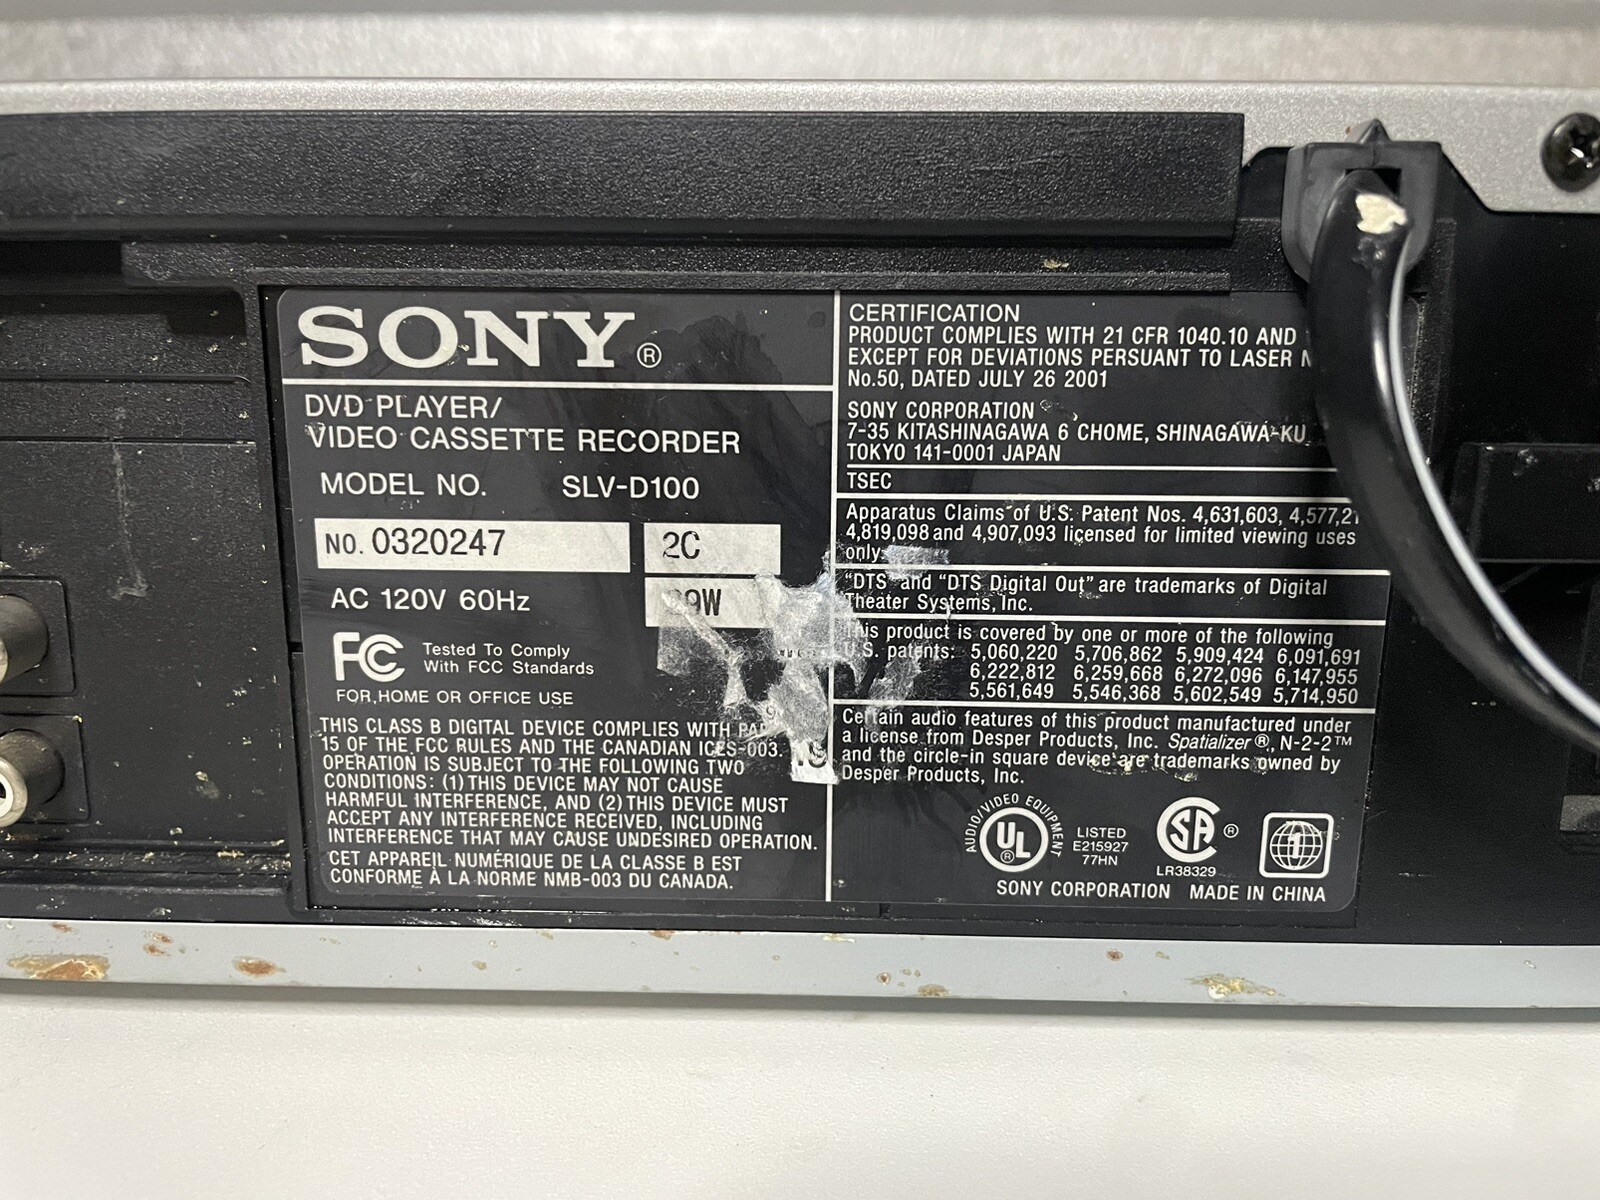 SONY®
DVD PLAYER/
VIDEO CASSETTE RECORDER
MODEL NO. SLV-D100
NO. 0320247 2C
AC 120V 60Hz 9W
FC Tested To Comply
With FCC Standards
FOR HOME OR OFFICE USE
THIS CLASS B DIGITAL DEVICE COMPLIES WITH
15 OF THE FCC RULES AND THE CANADIAN ICES-003.
OPERATION IS SUBJECT TO THE FOLLOWING TWO
CONDITIONS: (1) THIS DEVICE MAY NOT CAUSE
HARMFUL INTERFERENCE, AND (2) THIS DEVICE MUST
ACCEPT ANY INTERFERENCE RECEIVED, INCLUDING
INTERFERENCE THAT MAY CAUSE UNDESIRED OPERATION.
CET APPAREIL NUMÉRIQUE DE LA CLASSE B EST
CONFORME À LA NORME NMB-003 DU CANADA.
CERTIFICATION
PRODUCT COMPLIES WITH 21 CFR 1040.10 AND
EXCEPT FOR DEVIATIONS PERSUANT TO LASER
No.50, DATED JULY 26 2001
SONY CORPORATION
7-35 KITASHINAGAWA 6 CHOME, SHINAGAWA-KU
TOKYO 141-0001 JAPAN
TSEC
Apparatus Claims of U.S. Patent Nos. 4,631,603, 4,577,21
4,819,098 and 4,907,093 licensed for limited viewing uses
only.
"DTS" and "DTS Digital Out" are trademarks of Digital
Theater Systems, Inc.
This product is covered by one or more of the following
U.S. patents: 5,060,220 5,706,862 5,909,424 6,091,691
6,222,812 6,259,668 6,272,096 6,147,955
5,561,649 5,546,368 5,602,549 5,714,950
Certain audio features of this product manufactured under
a license from Desper Products, Inc. Spatializer®, N-2-2™
and the circle-in square device are trademarks owned by
Desper Products, Inc.
AUDIO/VIDEO EQUIPMENT
UL®
LISTED
E215927
77HN
SA®
LR38329
1
SONY CORPORATION MADE IN CHINA